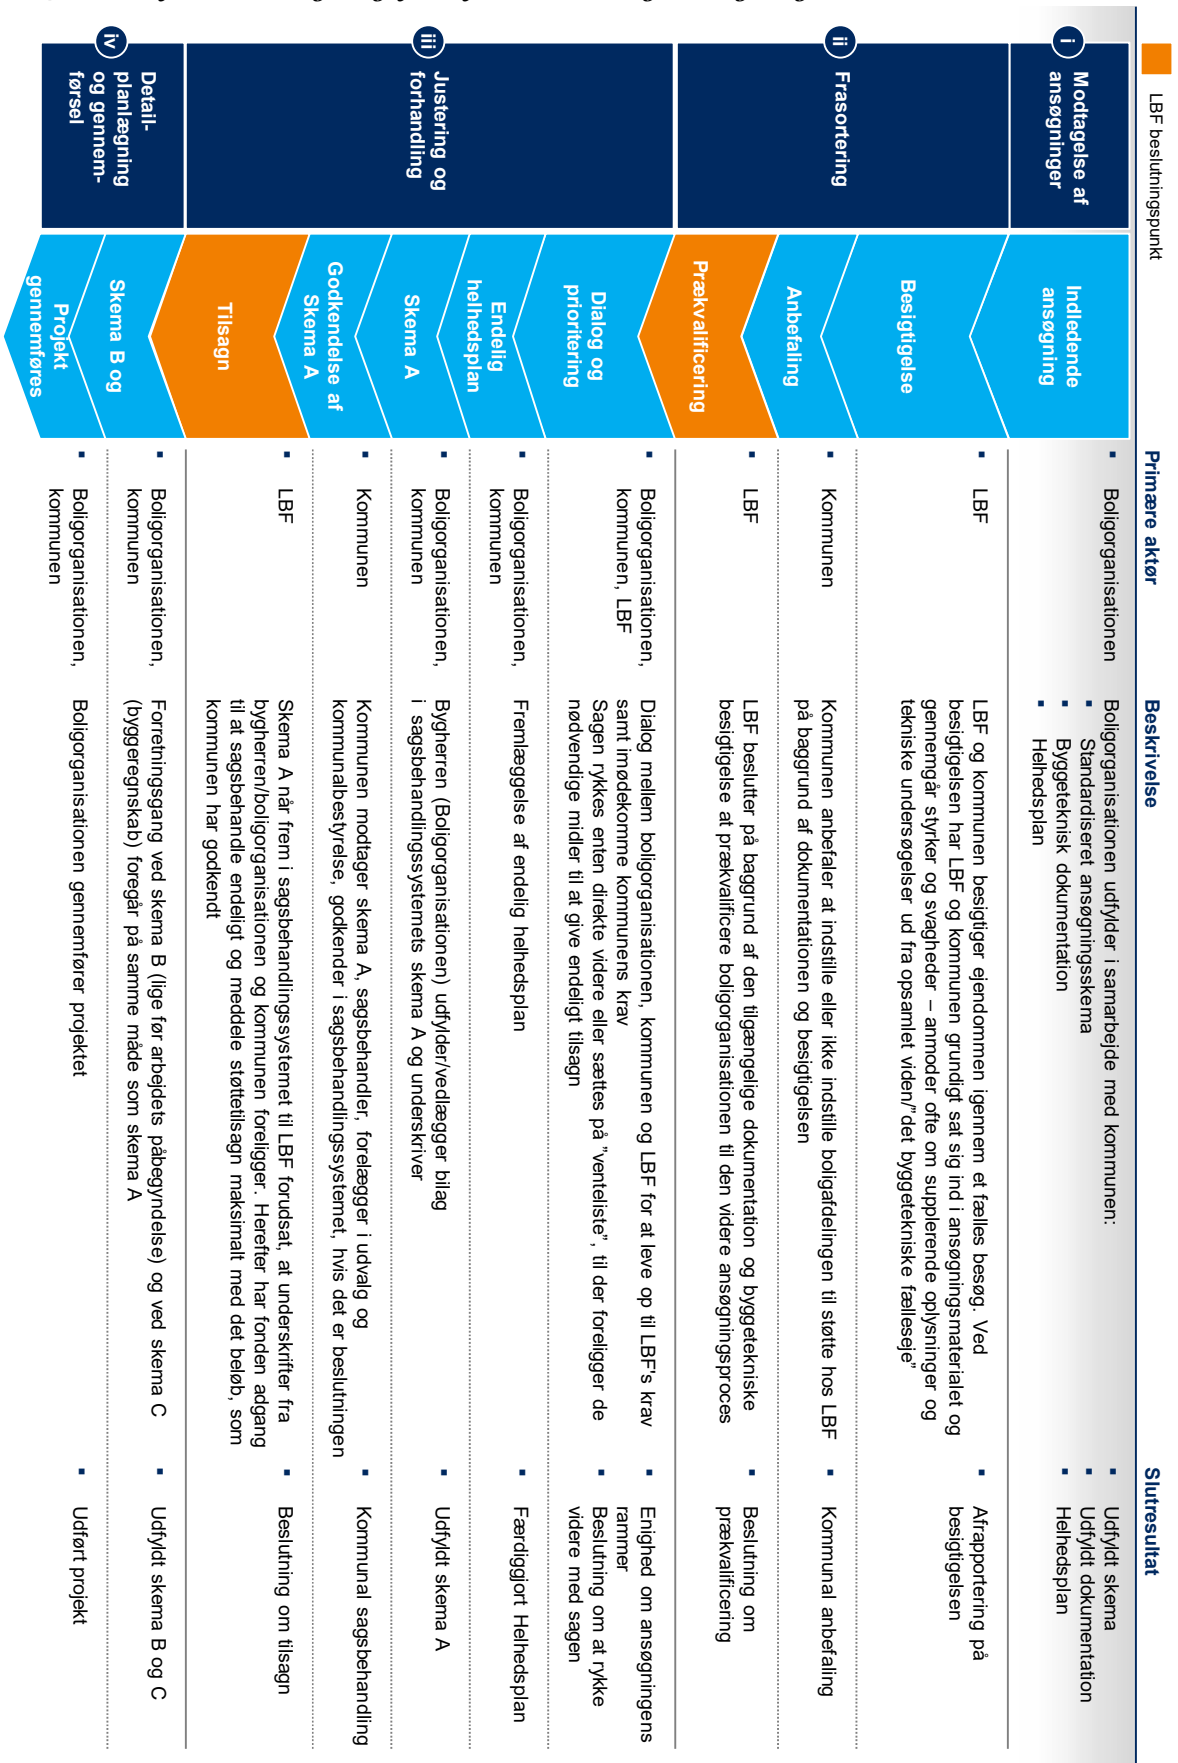 LBF beslutningspunkt
Primære aktør
Beskrivelse
Slutresultat
i
Modtagelse af
ansøgninger
Indledende
ansøgning
▪ Boligorganisationen
Boligorganisationen udfylder i samarbejde med kommunen:
▪ Standardiseret ansøgningsskema
▪ Byggeteknisk dokumentation
▪ Helhedsplan
▪ Udfyldt skema
▪ Udfyldt dokumentation
▪ Helhedsplan
ii
Frasortering
Besigtigelse
▪ LBF
LBF og kommunen besigtiger ejendommen igennem et fælles besøg. Ved
besigtigelsen har LBF og kommunen grundigt sat sig ind i ansøgningsmaterialet og
gennemgår styrker og svagheder – anmoder ofte om supplerende oplysninger og
tekniske undersøgelser ud fra opsamlet viden/”det byggetekniske fælleseje”
▪ Afrapportering på
besigtigelsen
Anbefaling
▪ Kommunen
Kommunen anbefaler at indstille eller ikke indstille boligafdelingen til støtte hos LBF
på baggrund af dokumentationen og besigtigelsen
▪ Kommunal anbefaling
Prækvalificering
▪ LBF
LBF beslutter på baggrund af den tilgængelige dokumentation og byggetekniske
besigtigelse at prækvalificere boligorganisationen til den videre ansøgningsproces
▪ Beslutning om
prækvalificering
iii
Justering og
forhandling
Dialog og
prioritering
▪ Boligorganisationen,
kommunen, LBF
Dialog mellem boligorganisationen, kommunen og LBF for at leve op til LBF's krav
samt imødekomme kommunens krav
Sagen rykkes enten direkte videre eller sættes på ”venteliste”, til der foreligger de
nødvendige midler til at give endeligt tilsagn
▪ Enighed om ansøgningens
rammer
▪ Beslutning om at rykke
videre med sagen
Endelig
helhedsplan
▪ Boligorganisationen,
kommunen
Fremlæggelse af endelig helhedsplan
▪ Færdiggjort Helhedsplan
Skema A
▪ Boligorganisationen,
kommunen
Bygherren (Boligorganisationen) udfylder/vedlægger bilag
i sagsbehandlingssystemets skema A og underskriver
▪ Udfyldt skema A
Godkendelse af
Skema A
▪ Kommunen
Kommunen modtager skema A, sagsbehandler, forelægger i udvalg og
kommunalbestyrelse, godkender i sagsbehandlingssystemet, hvis det er beslutningen
▪ Kommunal sagsbehandling
Tilsagn
▪ LBF
Skema A når frem i sagsbehandlingssystemet til LBF forudsat, at underskrifter fra
bygherren/boligorganisationen og kommunen foreligger. Herefter har fonden adgang
til at sagsbehandle endeligt og meddele støttetilsagn maksimalt med det beløb, som
kommunen har godkendt
▪ Beslutning om tilsagn
iv
Detail-
planlægning
og gennem-
førsel
Skema B og
▪ Boligorganisationen,
kommunen
Forretningsgang ved skema B (lige før arbejdets påbegyndelse) og ved skema C
(byggeregnskab) foregår på samme måde som skema A
▪ Udfyldt skema B og C
Projekt
gennemføres
▪ Boligorganisationen,
kommunen
Boligorganisationen gennemfører projektet
▪ Udført projekt